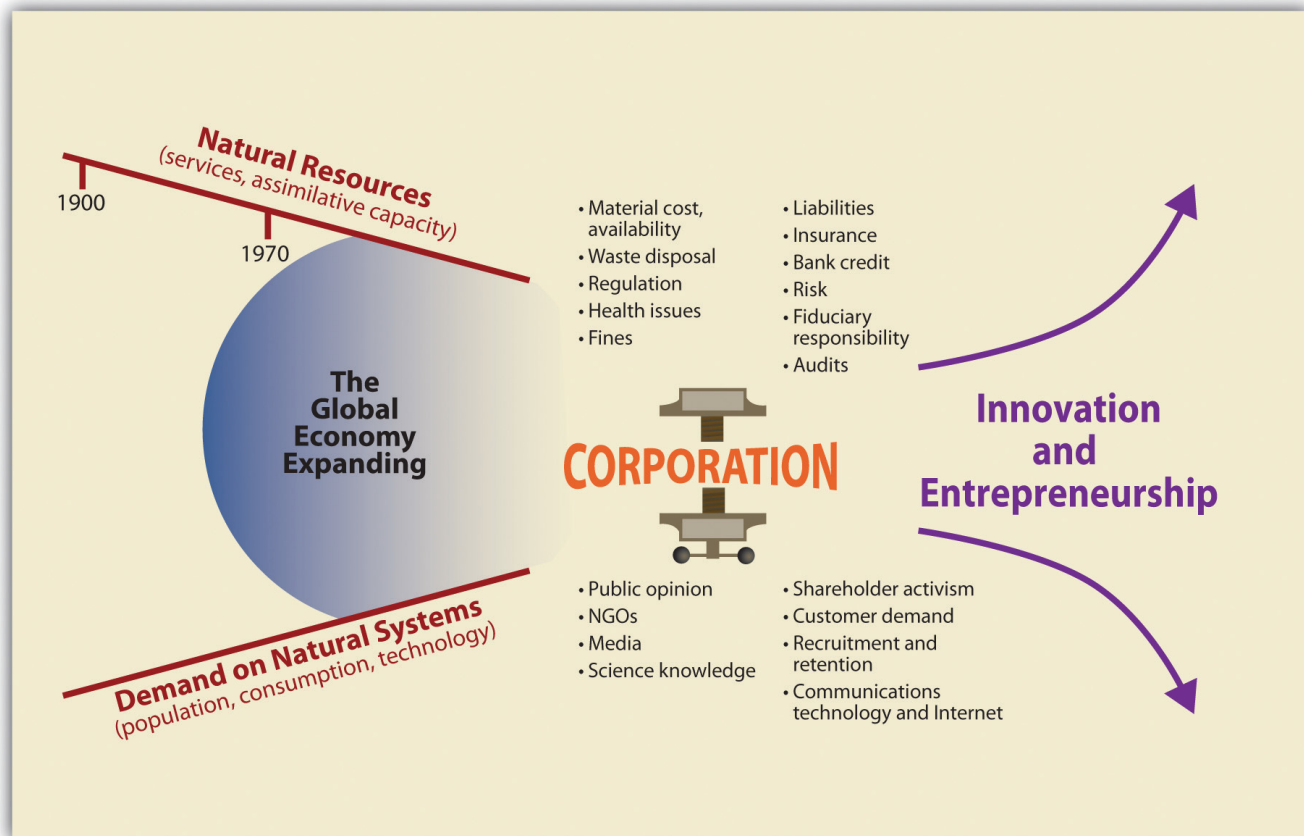 Natural Resources
(services, assimilative capacity)
1900
1970
The
Global
Economy
Expanding
Demand on Natural Systems
(population, consumption, technology)
• Material cost,
availability
• Waste disposal
• Regulation
• Health issues
• Fines
• Liabilities
• Insurance
• Bank credit
• Risk
• Fiduciary
responsibility
• Audits
CORPORATION
• Public opinion
• NGOs
• Media
• Science knowledge
• Shareholder activism
• Customer demand
• Recruitment and
retention
• Communications
technology and Internet
Innovation
and
Entrepreneurship